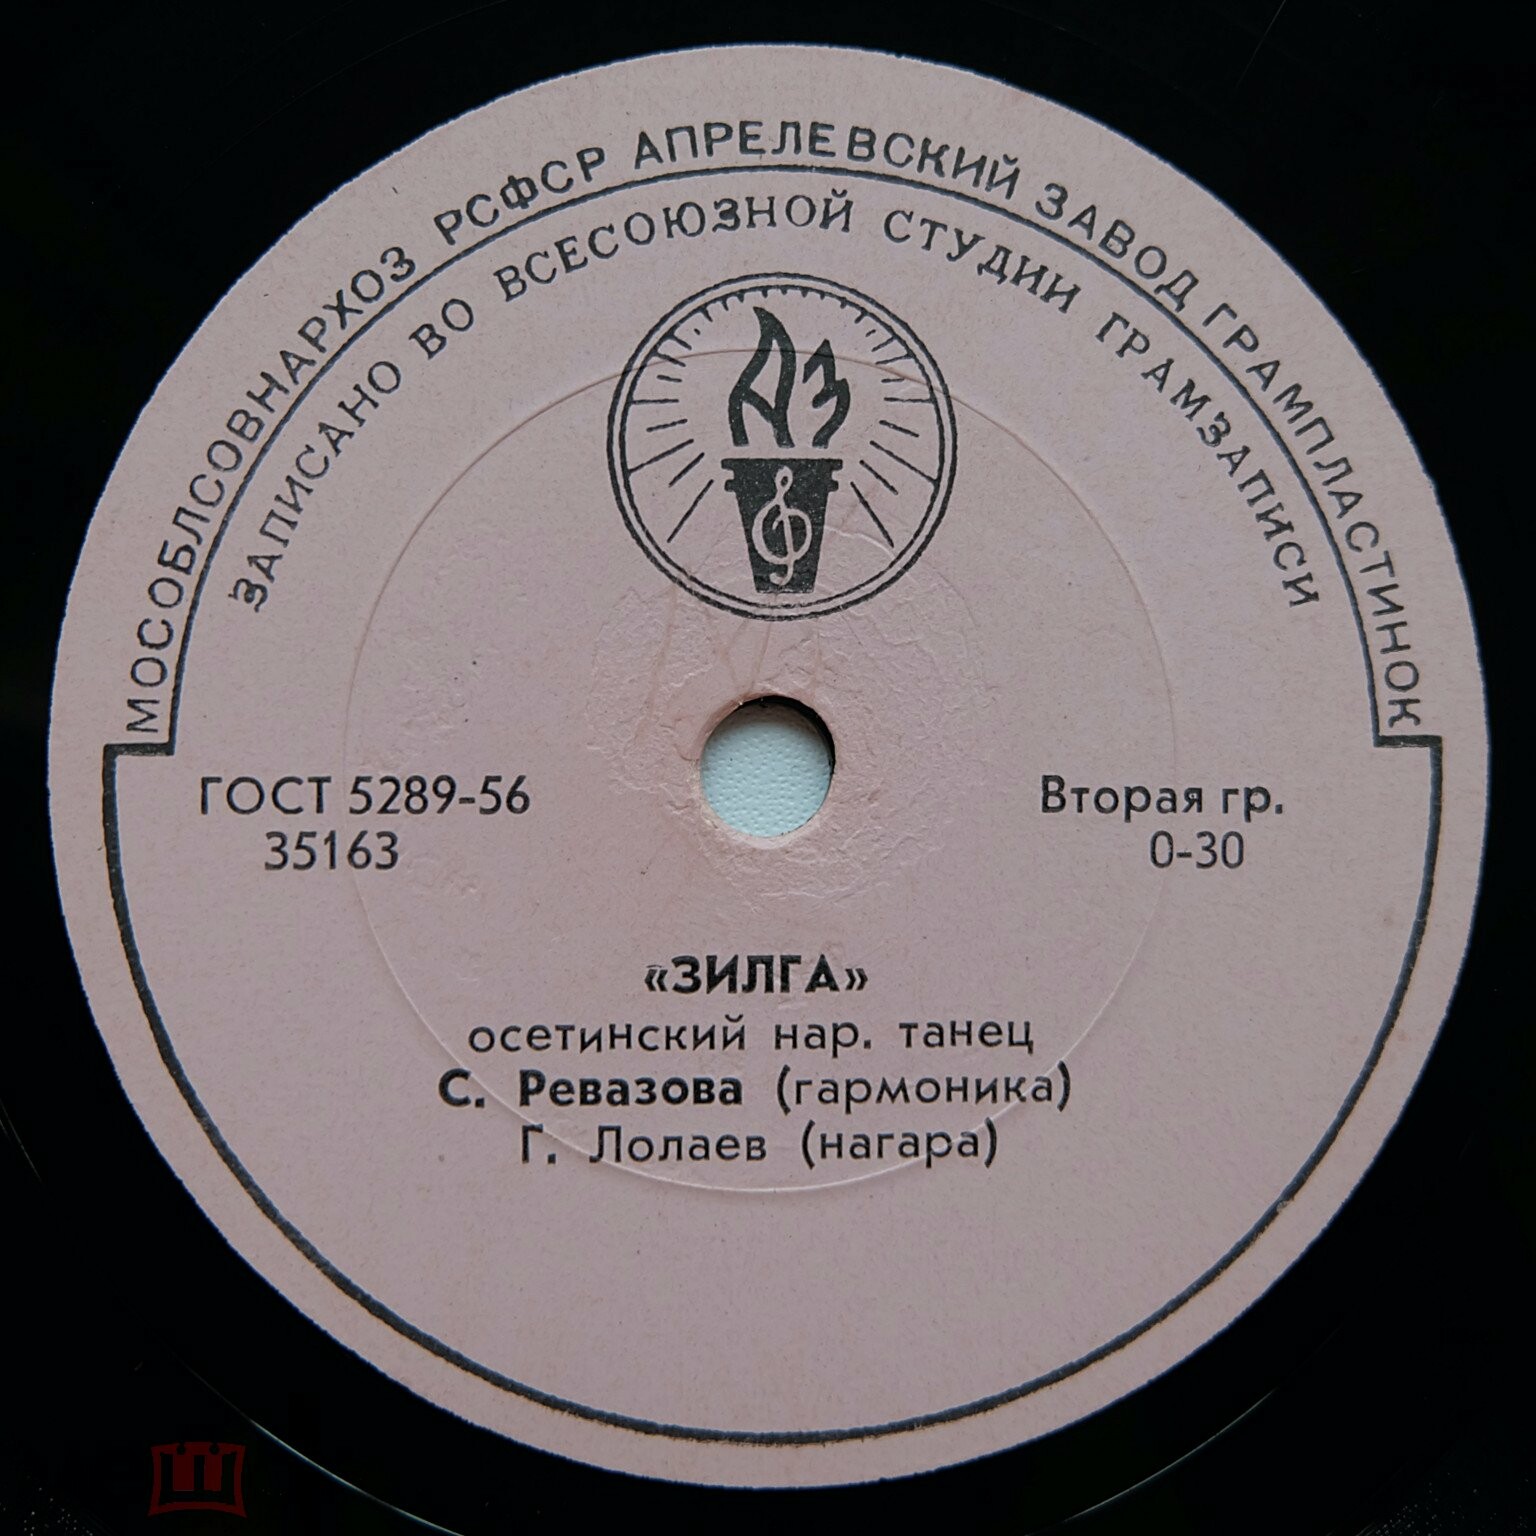 МОСОБЛСОВНАРХОЗ РСФСР АПРЕЛЕВСКИЙ ЗАВОД ГРАМПЛАСТИНОК
ЗАПИСАНО ВО ВСЕСОЮЗНОЙ СТУДИИ ГРАМЗАПИСИ
АЗ
ГОСТ 5289-56
35163
Вторая гр.
0-30
«ЗИЛГА»
осетинский нар. танец
С. Ревазова (гармоника)
Г. Лолаев (нагара)